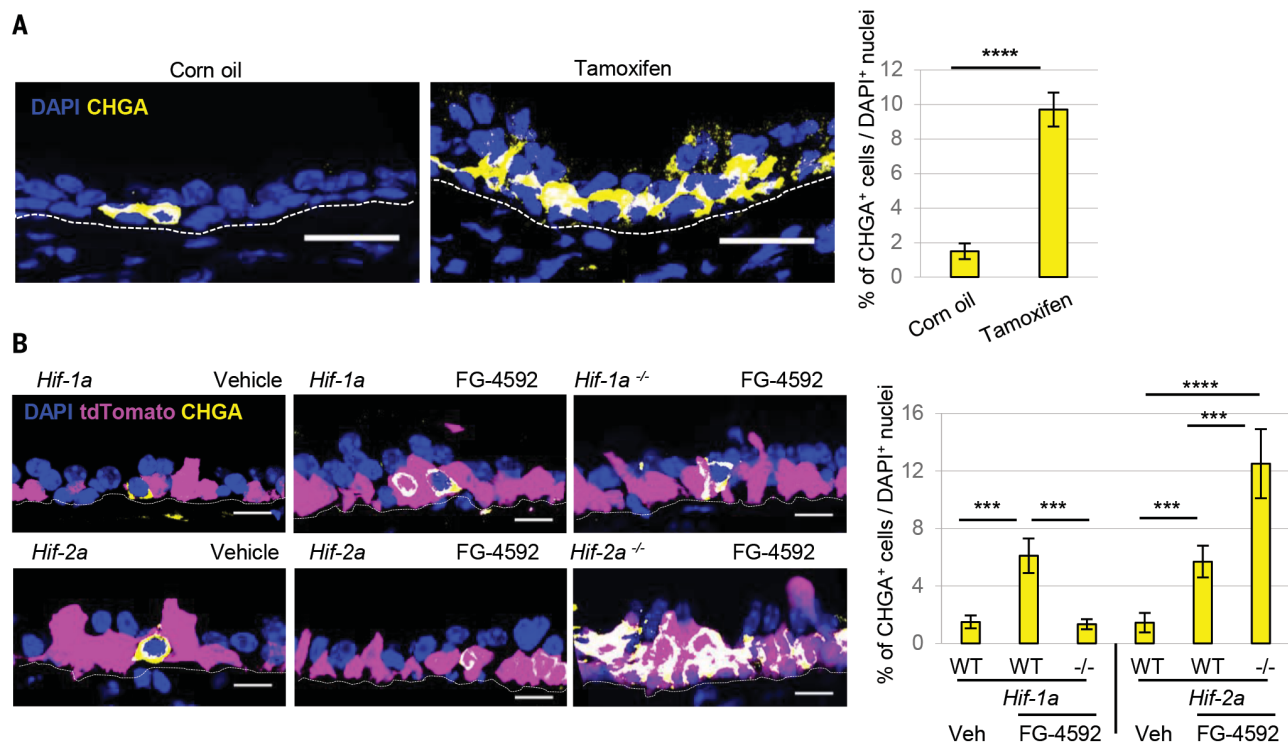 A
Corn oil
Tamoxifen
DAPI CHGA
% of CHGA+ cells / DAPI+ nuclei
****
12
10
8
6
4
2
0
Corn oil
Tamoxifen
B
Hif-1a Vehicle
Hif-1a FG-4592
Hif-1a -/- FG-4592
DAPI tdTomato CHGA
Hif-2a Vehicle
Hif-2a FG-4592
Hif-2a -/- FG-4592
% of CHGA+ cells / DAPI+ nuclei
16
12
8
4
0
****
***
*** *** ***
WT WT -/- WT WT -/-
Hif-1a Hif-2a
Veh FG-4592 Veh FG-4592